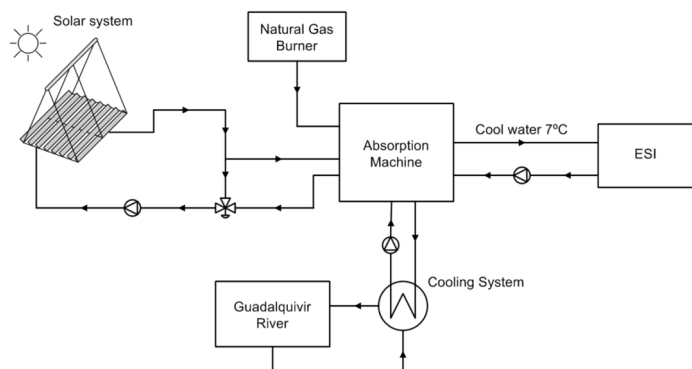 Solar system
Natural Gas
Burner
Absorption
Machine
Cool water 7ºC
ESI
Cooling System
Guadalquivir
River